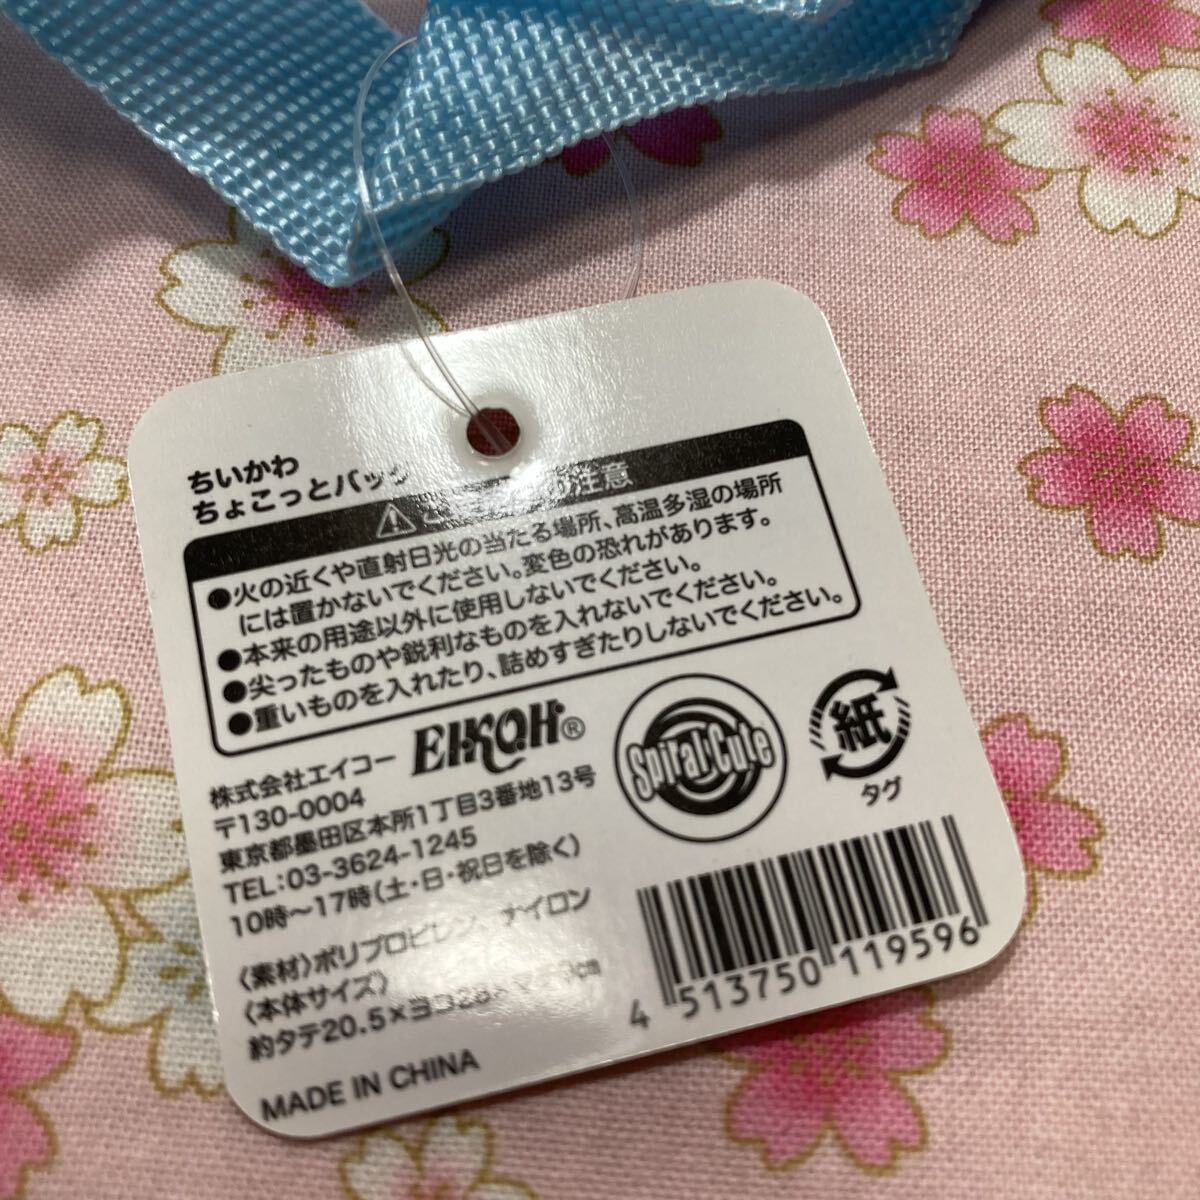 ちいかわ
ちょこっとバッグ
注意
●火の近くや直射日光の当たる場所、高温多湿の場所
には置かないでください。変色の恐れがあります。
●本来の用途以外に使用しないでください。
●尖ったものや鋭利なものを入れないでください。
●重いものを入れたり、詰めすぎたりしないでください。
株式会社エイコー EIKOH®
〒130-0004
東京都墨田区本所1丁目3番地13号
TEL:03-3624-1245
10時〜17時(土・日・祝日を除く)
Spiral Cute
紙
タグ
〈素材〉ポリプロピレン、ナイロン
〈本体サイズ〉
約タテ20.5×ヨコ28×マチ cm
MADE IN CHINA
4 513750 119596